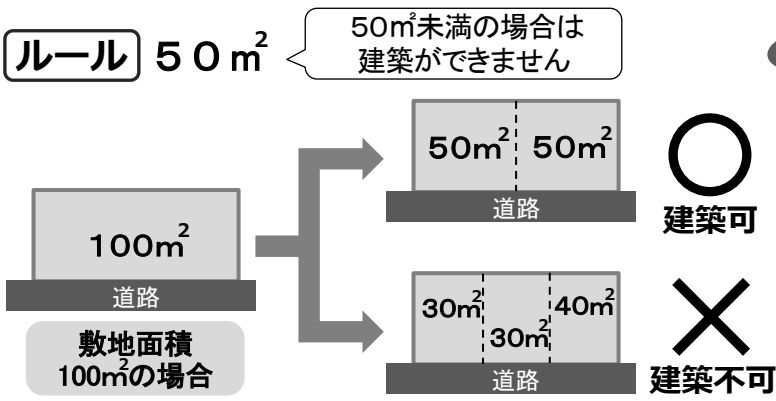 ルール 50㎡
50㎡未満の場合は
建築ができません
100㎡
道路
敷地面積
100㎡の場合
50㎡ 50㎡
道路
建築可
30㎡ 30㎡ 40㎡
道路
建築不可